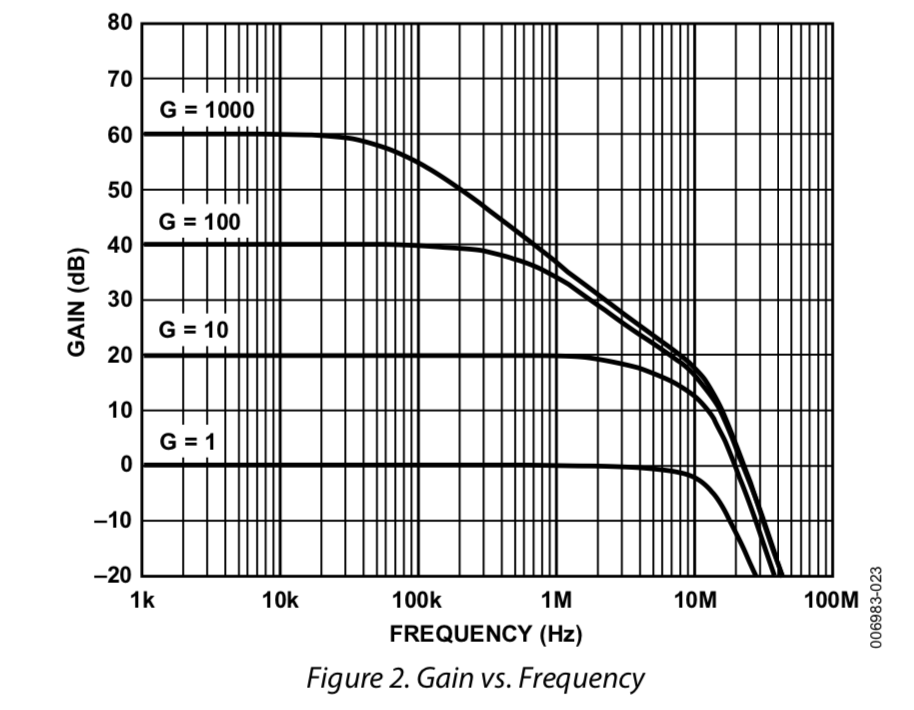 80
70
G = 1000
60
50
G = 100
40
GAIN (dB)
30
G = 10
20
10
G = 1
0
–10
–20
1k 10k 100k 1M 10M 100M
FREQUENCY (Hz)
006983-023
Figure 2. Gain vs. Frequency